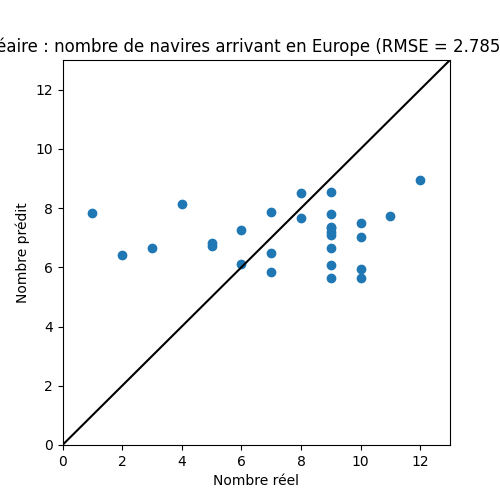 éaire : nombre de navires arrivant en Europe (RMSE = 2.785
12
10
8
6
4
2
0
Nombre prédit
0 2 4 6 8 10 12
Nombre réel